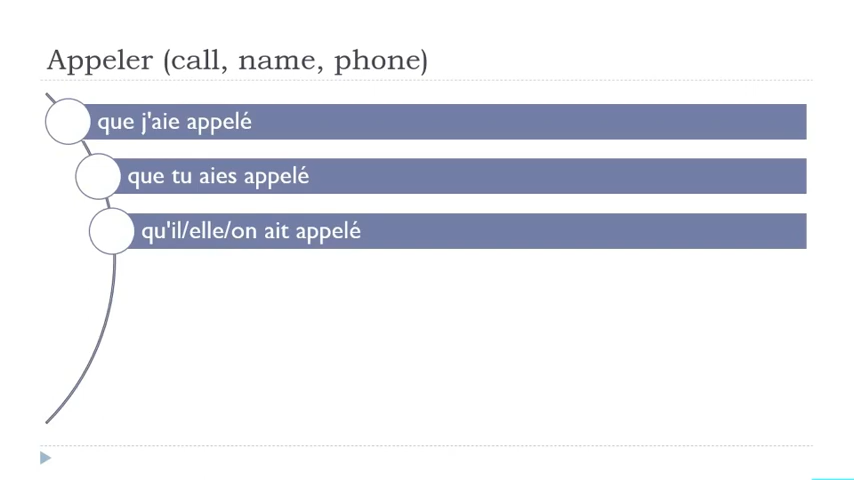 Appeler (call, name, phone)
que j'aie appelé
que tu aies appelé
qu'il/elle/on ait appelé